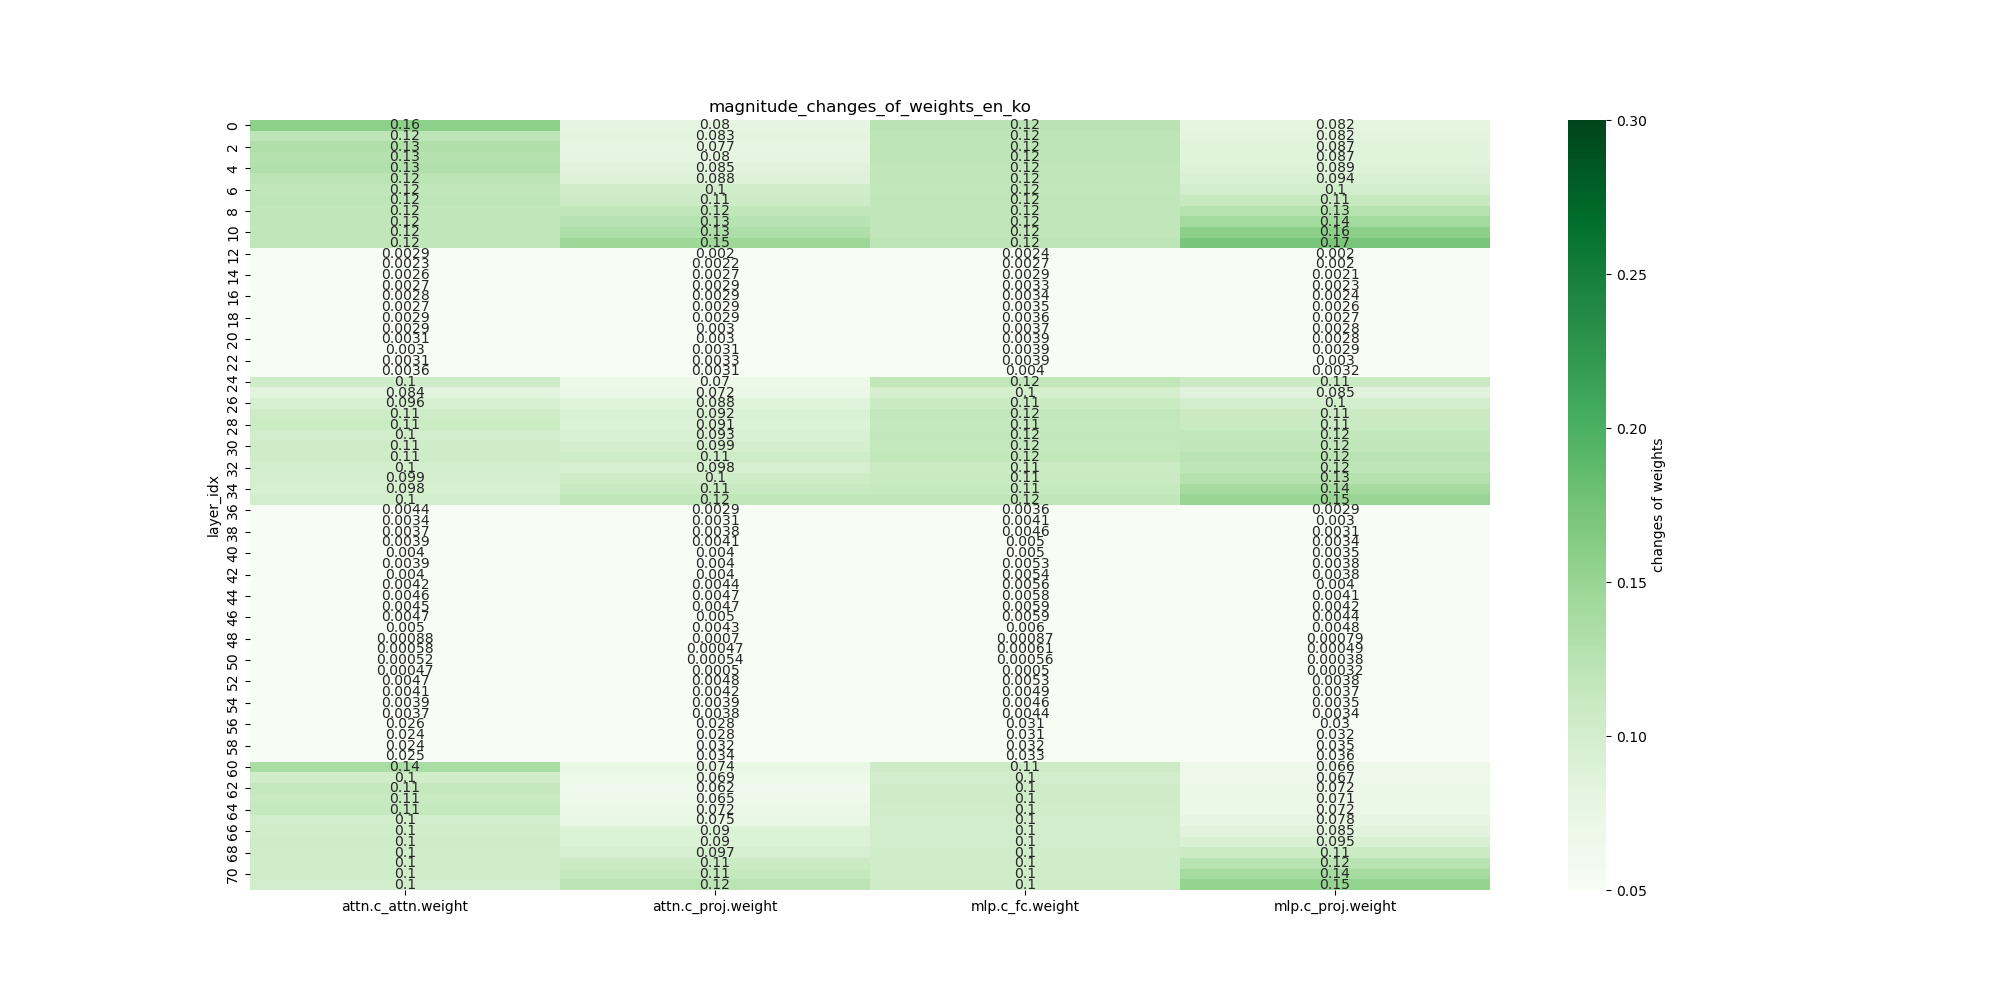 magnitude_changes_of_weights_en_ko
0 0.16 0.08 0.12 0.082
0.12 0.083 0.12 0.082
2 0.13 0.077 0.12 0.087
0.13 0.08 0.12 0.087
4 0.13 0.085 0.12 0.089
0.12 0.088 0.12 0.094
6 0.12 0.1 0.12 0.1
0.12 0.11 0.12 0.11
8 0.12 0.12 0.12 0.13
0.12 0.13 0.12 0.14
10 0.12 0.13 0.12 0.16
0.12 0.15 0.12 0.17
12 0.0029 0.002 0.0024 0.002
0.0023 0.0022 0.0027 0.002
14 0.0026 0.0027 0.0029 0.0021
0.0027 0.0029 0.0033 0.0023
16 0.0028 0.0029 0.0034 0.0024
0.0027 0.0029 0.0035 0.0026
18 0.0029 0.0029 0.0036 0.0027
0.0029 0.003 0.0037 0.0028
20 0.0031 0.003 0.0039 0.0028
0.003 0.0031 0.0039 0.0029
22 0.0031 0.0033 0.0039 0.003
0.0036 0.0031 0.004 0.0032
24 0.1 0.07 0.12 0.11
0.084 0.072 0.1 0.085
26 0.096 0.088 0.11 0.1
0.11 0.092 0.12 0.11
28 0.11 0.091 0.11 0.11
0.1 0.093 0.12 0.12
30 0.11 0.099 0.12 0.12
0.11 0.11 0.12 0.12
32 0.1 0.098 0.11 0.12
0.099 0.1 0.11 0.13
34 0.098 0.11 0.11 0.14
0.1 0.12 0.12 0.15
36 0.0044 0.0029 0.0036 0.0029
0.0034 0.0031 0.0041 0.003
38 0.0037 0.0038 0.0046 0.0031
0.0039 0.0041 0.005 0.0034
40 0.004 0.004 0.005 0.0035
0.0039 0.004 0.0053 0.0038
42 0.004 0.004 0.0054 0.0038
0.0042 0.0044 0.0056 0.004
44 0.0046 0.0047 0.0058 0.0041
0.0045 0.0047 0.0059 0.0042
46 0.0047 0.005 0.0059 0.0044
0.005 0.0043 0.006 0.0048
48 0.00088 0.0007 0.00087 0.00079
0.00058 0.00047 0.00061 0.00049
50 0.00052 0.00054 0.00056 0.00038
0.00047 0.0005 0.0005 0.00032
52 0.0047 0.0048 0.0053 0.0038
0.0041 0.0042 0.0049 0.0037
54 0.0039 0.0039 0.0046 0.0035
0.0037 0.0038 0.0044 0.0034
56 0.026 0.028 0.031 0.03
0.024 0.028 0.031 0.032
58 0.024 0.032 0.032 0.035
0.025 0.034 0.033 0.036
60 0.14 0.074 0.11 0.066
0.1 0.069 0.1 0.067
62 0.11 0.062 0.1 0.072
0.11 0.065 0.1 0.071
64 0.11 0.072 0.1 0.072
0.1 0.075 0.1 0.078
66 0.1 0.09 0.1 0.085
0.1 0.09 0.1 0.095
68 0.1 0.097 0.1 0.11
0.1 0.11 0.1 0.12
70 0.1 0.11 0.1 0.14
0.1 0.12 0.1 0.15
attn.c_attn.weight attn.c_proj.weight mlp.c_fc.weight mlp.c_proj.weight
layer_idx
0.30
0.25
0.20
0.15
0.10
0.05
changes of weights